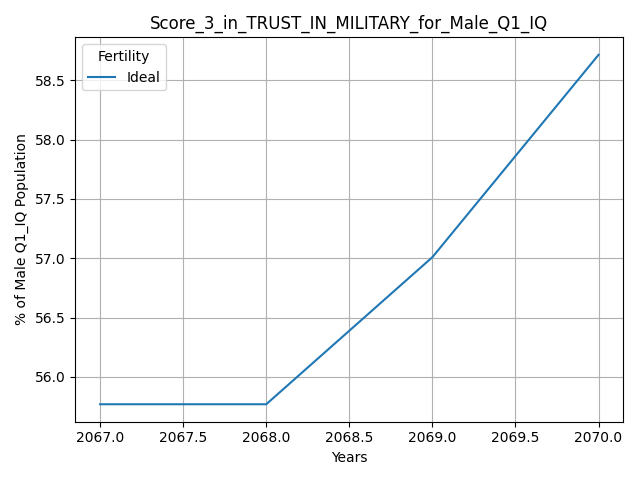 Score_3_in_TRUST_IN_MILITARY_for_Male_Q1_IQ
Fertility
Ideal
58.5
58.0
57.5
57.0
56.5
56.0
% of Male Q1_IQ Population
2067.0 2067.5 2068.0 2068.5 2069.0 2069.5 2070.0
Years